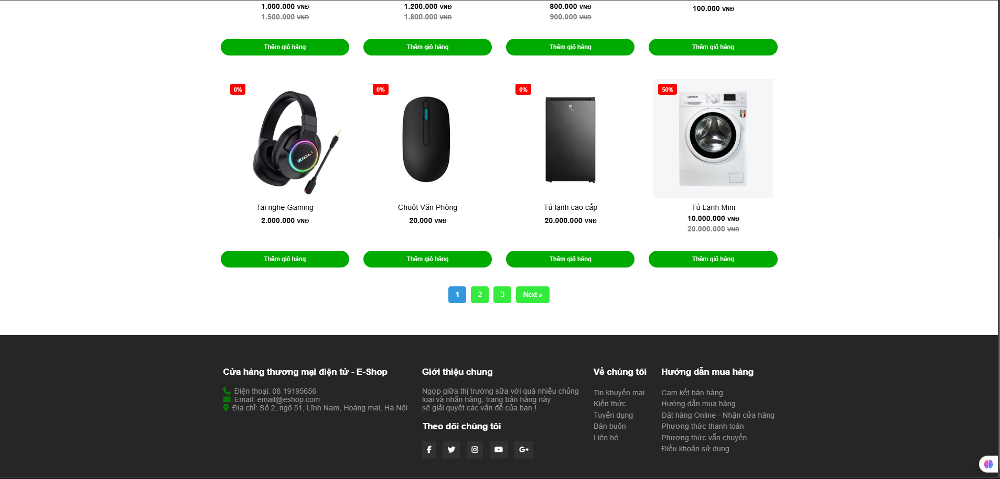 1.000.000 VNĐ
1.500.000 VNĐ
1.200.000 VNĐ
1.800.000 VNĐ
800.000 VNĐ
900.000 VNĐ
100.000 VNĐ
Thêm giỏ hàng
Thêm giỏ hàng
Thêm giỏ hàng
Thêm giỏ hàng
0%
0%
0%
50%
ZIDLI
Tai nghe Gaming
2.000.000 VNĐ
Chuột Văn Phòng
20.000 VNĐ
Tủ lạnh cao cấp
20.000.000 VNĐ
Tủ Lạnh Mini
10.000.000 VNĐ
20.000.000 VNĐ
Thêm giỏ hàng
Thêm giỏ hàng
Thêm giỏ hàng
Thêm giỏ hàng
1 2 3 Next »
Cửa hàng thương mại điện tử - E-Shop
Điện thoại: 08 19195656
Email: email@eshop.com
Địa chỉ: Số 2, ngõ 51, Lĩnh Nam, Hoàng mai, Hà Nội
Giới thiệu chung
Ngợp giữa thị trường sữa với quá nhiều chủng
loại và nhãn hàng, trang bán hàng này
sẽ giải quyết các vấn đề của bạn !
Theo dõi chúng tôi
Về chúng tôi
Tin khuyến mại
Kiến thức
Tuyển dụng
Bán buôn
Liên hệ
Hướng dẫn mua hàng
Cam kết bán hàng
Hướng dẫn mua hàng
Đặt hàng Online - Nhận cửa hàng
Phương thức thanh toán
Phương thức vẫn chuyển
Điều khoản sử dụng